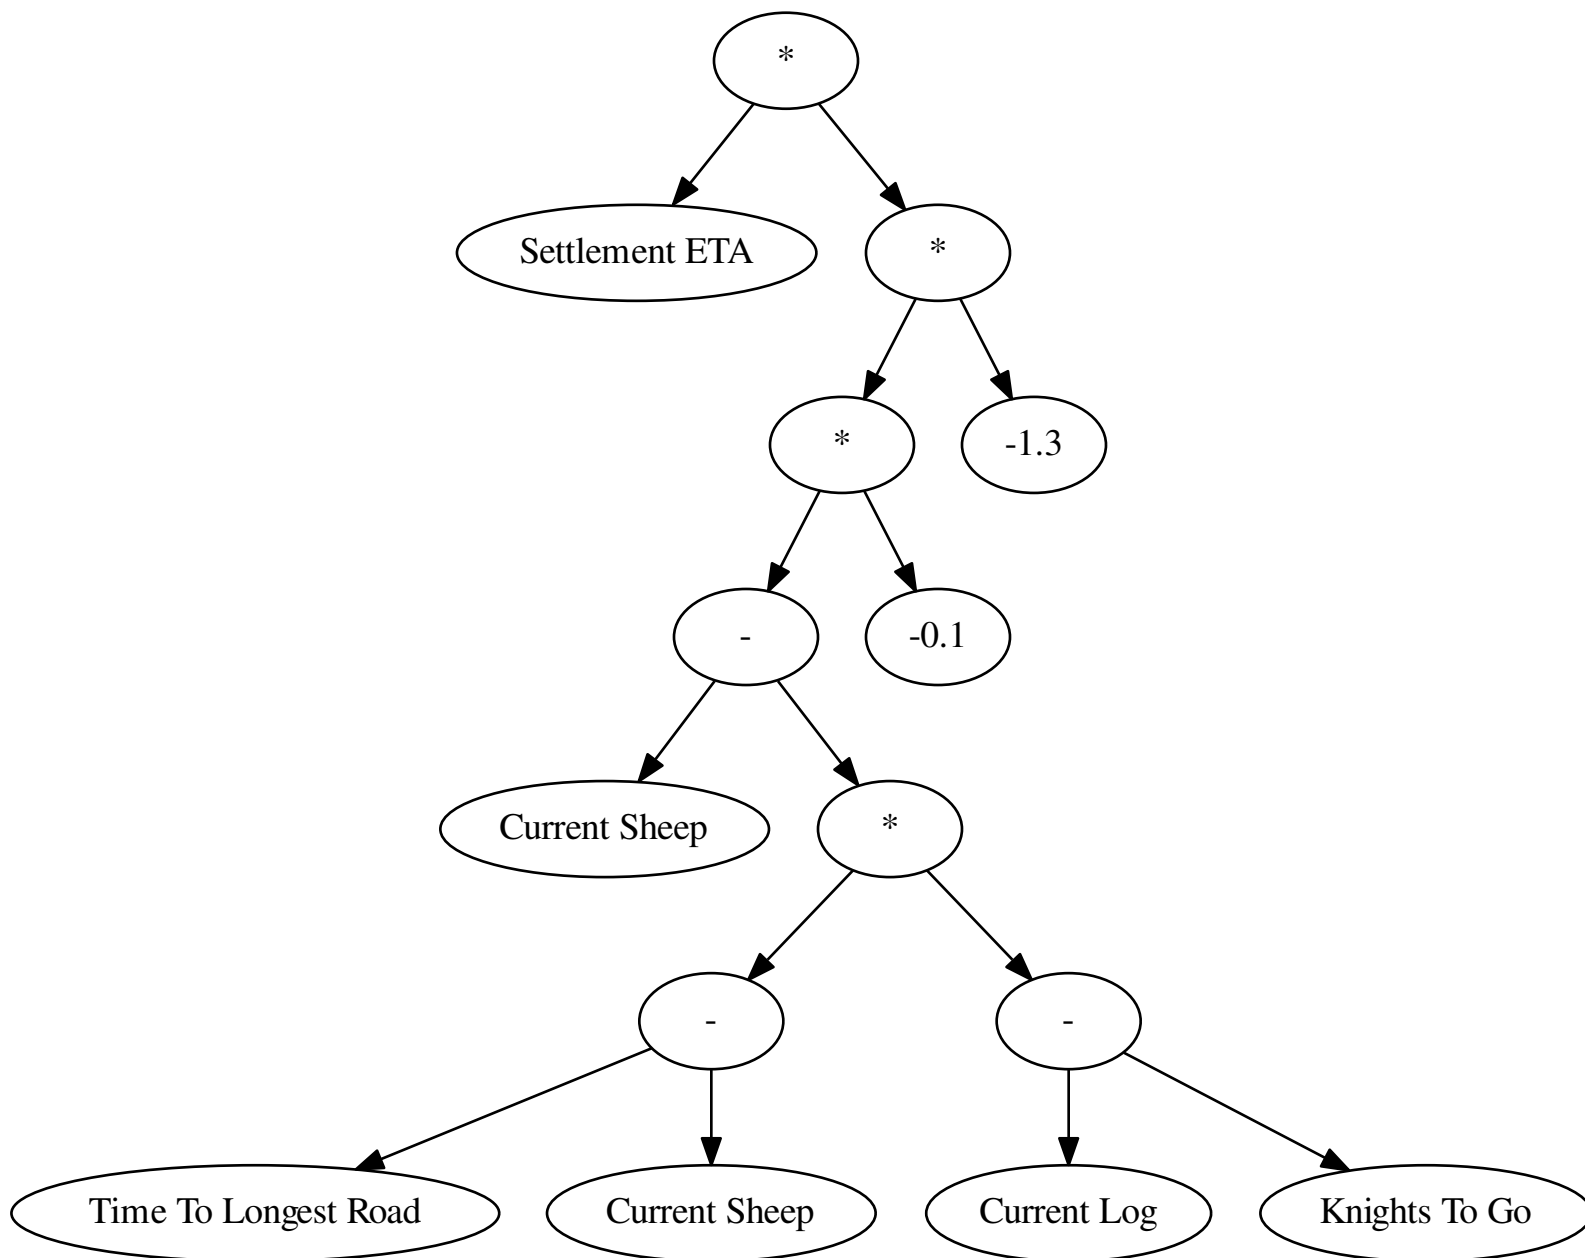 *
Settlement ETA
*
*
-1.3
-
-0.1
Current Sheep
*
-
-
Time To Longest Road
Current Sheep
Current Log
Knights To Go